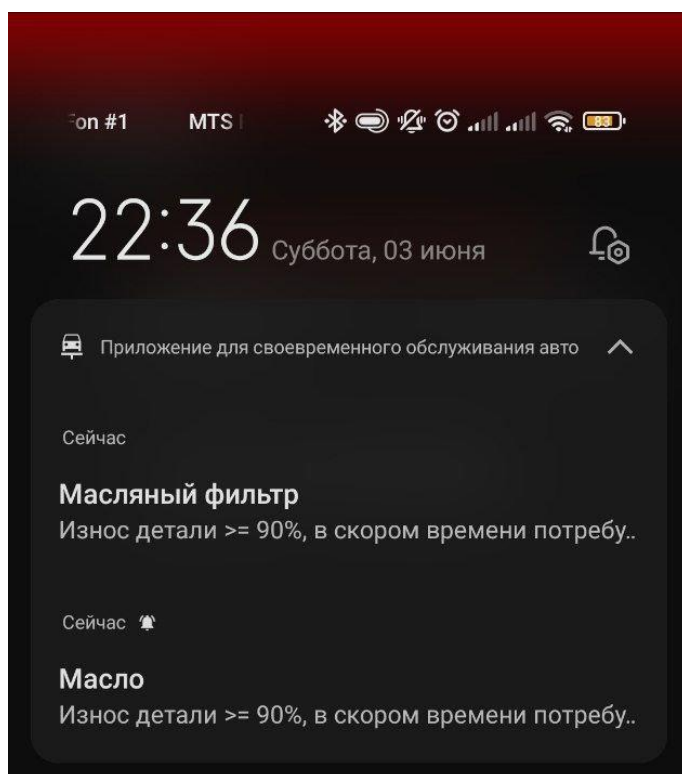 on #1 MTS
83
22:36 Суббота, 03 июня
Приложение для своевременного обслуживания авто
Сейчас
Масляный фильтр
Износ детали >= 90%, в скором времени потребу..
Сейчас
Масло
Износ детали >= 90%, в скором времени потребу..